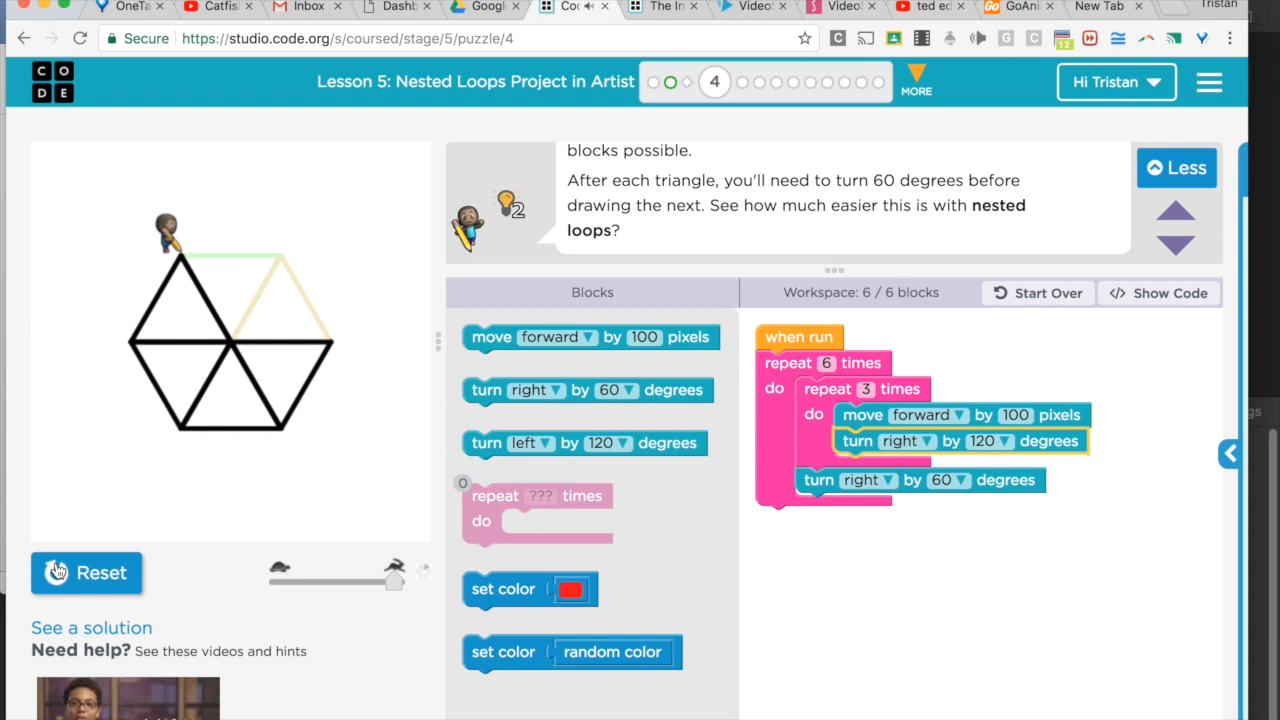 OneTa
Catfis
Inbox
Dashb
Googl
Coc
The In
Video!
Video!
ted ed
GoAni
New Tab
Tristan
Secure https://studio.code.org/s/coursed/stage/5/puzzle/4
12
C O
D E
Lesson 5: Nested Loops Project in Artist
4
MORE
Hi Tristan
blocks possible.
After each triangle, you'll need to turn 60 degrees before
drawing the next. See how much easier this is with nested
loops?
2
Less
Blocks
Workspace: 6 / 6 blocks
Start Over
</> Show Code
move forward by 100 pixels
turn right by 60 degrees
turn left by 120 degrees
0
repeat ??? times
do
set color
set color random color
when run
repeat 6 times
do
repeat 3 times
do
move forward by 100 pixels
turn right by 120 degrees
turn right by 60 degrees
Reset
See a solution
Need help? See these videos and hints
gs